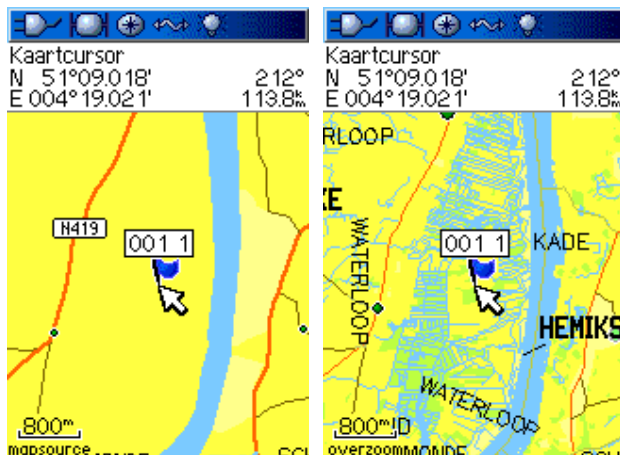 Kaartcursor
N 51°09.018' 212°
E 004°19.021' 113.8km
N419
001 1
800m
mapsource
Kaartcursor
N 51°09.018' 212°
E 004°19.021' 113.8km
RLOOP
KE
WATERLOOP
001 1
KADE
HEMIKS
WATERLOOP
800m
overzoom
MONDE